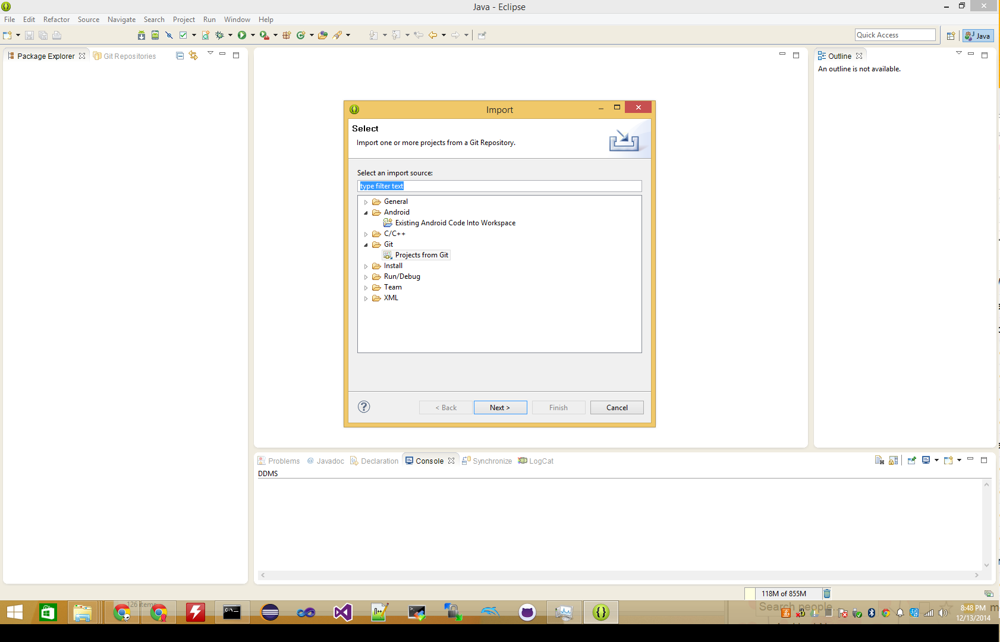 Java - Eclipse
File Edit Refactor Source Navigate Search Project Run Window Help
Quick Access
Java
Package Explorer
Git Repositories
Outline
An outline is not available.
Import
Select
Import one or more projects from a Git Repository.
Select an import source:
type filter text
General
Android
Existing Android Code Into Workspace
C/C++
Git
Projects from Git
Install
Run/Debug
Team
XML
< Back Next > Finish Cancel
Problems @ Javadoc Declaration Console Synchronize LogCat
DDMS
118M of 855M
126 items
Search people
8:48 PM
12/13/2014